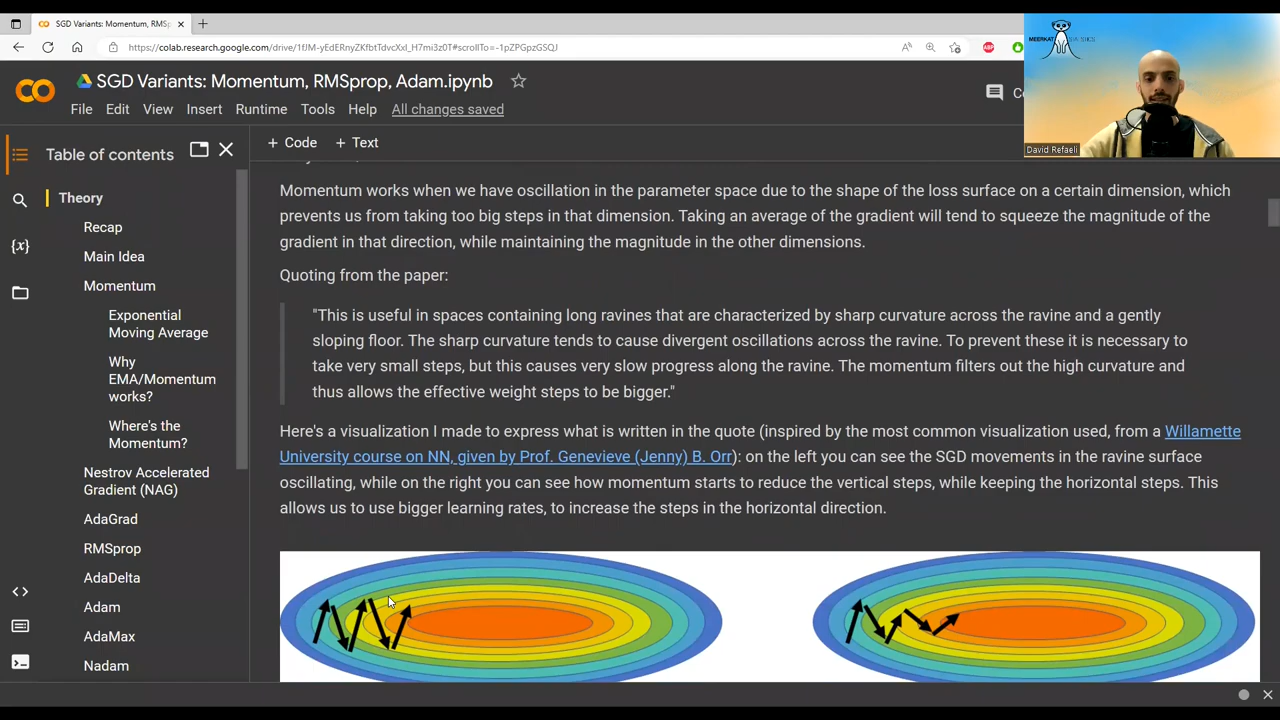 SGD Variants: Momentum, RMSp
https://colab.research.google.com/drive/1fJM-yEdERnyZKfbtTdvcXxI_H7mi3z0T#scrollTo=-1pZPGpzGSQJ
MEERKAT
STATISTICS
SGD Variants: Momentum, RMSprop, Adam.ipynb
File Edit View Insert Runtime Tools Help All changes saved
Co
David Refaeli
Table of contents
+ Code + Text
Theory
Recap
Main Idea
Momentum
Exponential
Moving Average
Why
EMA/Momentum
works?
Where's the
Momentum?
Nestrov Accelerated
Gradient (NAG)
AdaGrad
RMSprop
AdaDelta
Adam
AdaMax
Nadam
Momentum works when we have oscillation in the parameter space due to the shape of the loss surface on a certain dimension, which
prevents us from taking too big steps in that dimension. Taking an average of the gradient will tend to squeeze the magnitude of the
gradient in that direction, while maintaining the magnitude in the other dimensions.
Quoting from the paper:
"This is useful in spaces containing long ravines that are characterized by sharp curvature across the ravine and a gently
sloping floor. The sharp curvature tends to cause divergent oscillations across the ravine. To prevent these it is necessary to
take very small steps, but this causes very slow progress along the ravine. The momentum filters out the high curvature and
thus allows the effective weight steps to be bigger."
Here's a visualization I made to express what is written in the quote (inspired by the most common visualization used, from a Willamette
University course on NN, given by Prof. Genevieve (Jenny) B. Orr): on the left you can see the SGD movements in the ravine surface
oscillating, while on the right you can see how momentum starts to reduce the vertical steps, while keeping the horizontal steps. This
allows us to use bigger learning rates, to increase the steps in the horizontal direction.